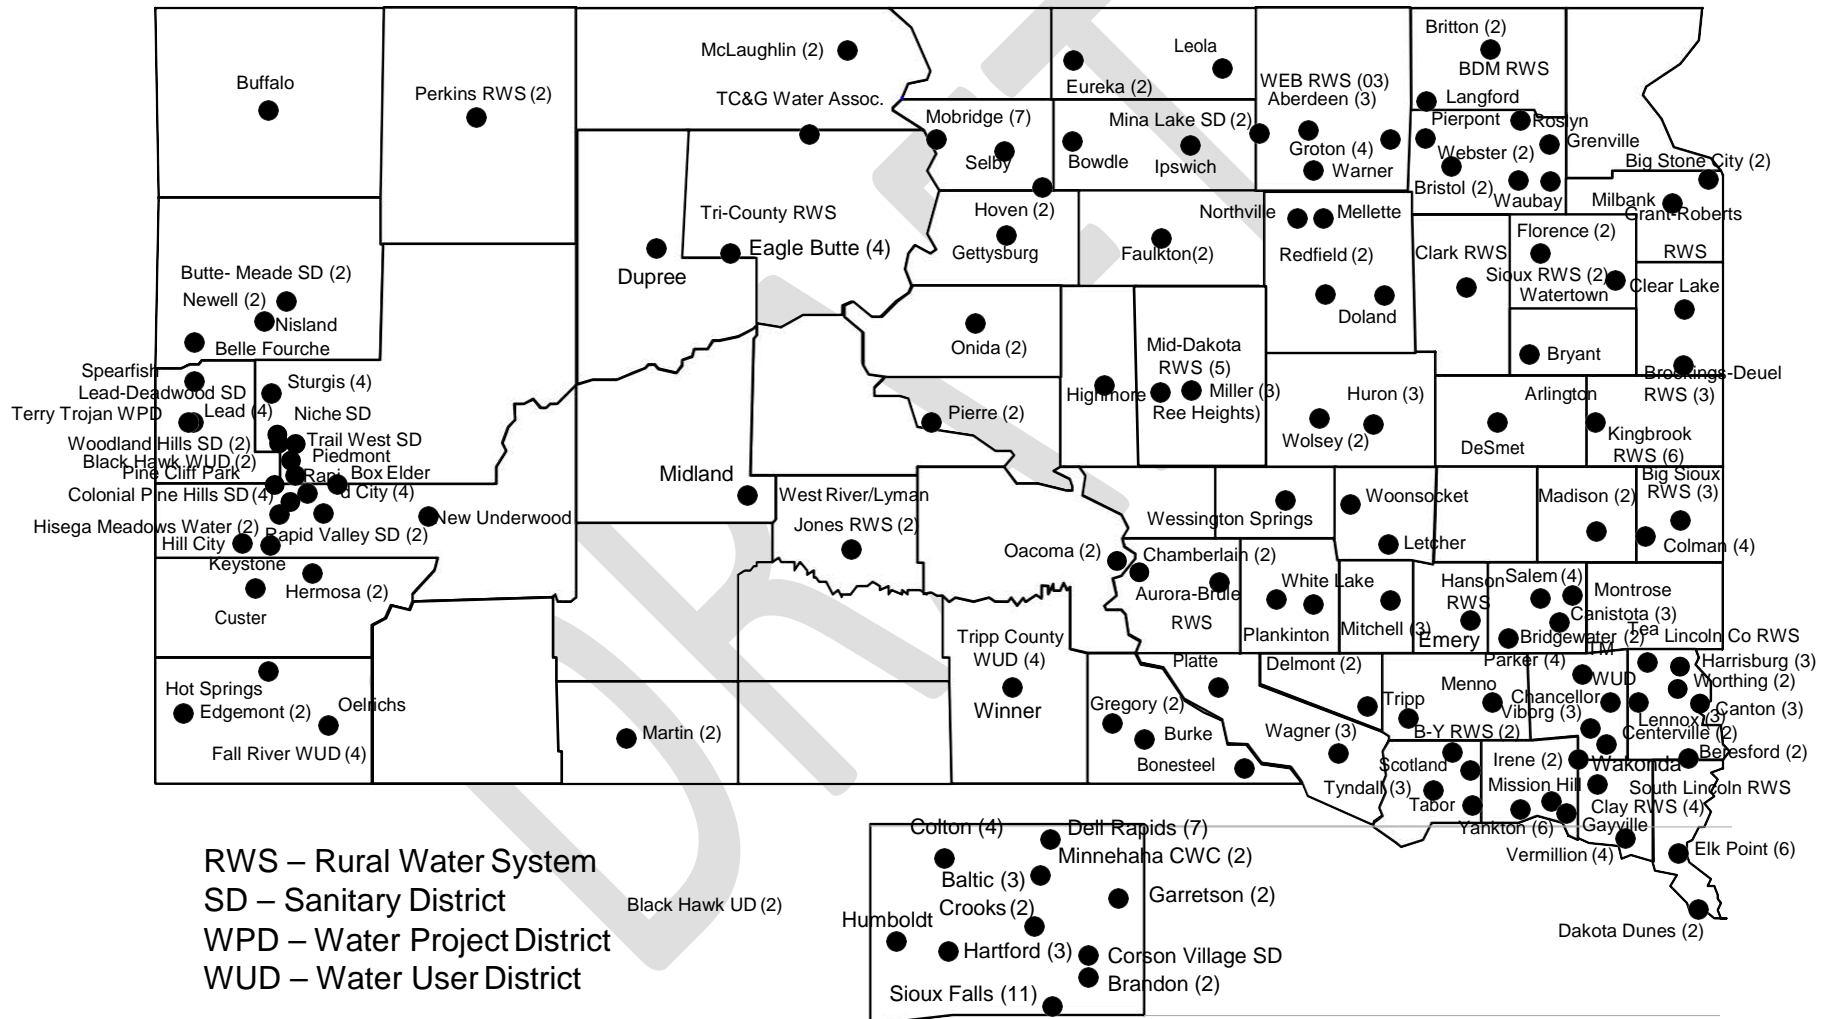 Buffalo
Perkins RWS (2)
McLaughlin (2)
TC&G Water Assoc.
Eureka (2)
Leola
WEB RWS (03)
Aberdeen (3)
Britton (2)
BDM RWS
Langford
Pierpont
Roslyn
Grenville
Mobridge (7)
Selby
Mina Lake SD (2)
Bowdle
Ipswich
Groton (4)
Warner
Webster (2)
Bristol (2)
Waubay
Big Stone City (2)
Milbank
Grant-Roberts
RWS
Tri-County RWS
Eagle Butte (4)
Dupree
Hoven (2)
Gettysburg
Faulkton(2)
Northville
Mellette
Redfield (2)
Doland
Clark RWS
Florence (2)
Sioux RWS (2)
Watertown
Clear Lake
Butte- Meade SD (2)
Newell (2)
Nisland
Belle Fourche
Onida (2)
Mid-Dakota
RWS (5)
Highmore
Miller (3)
Ree Heights)
Bryant
Brookings-Deuel
RWS (3)
Spearfish
Lead-Deadwood SD
Terry Trojan WPD
Lead (4)
Sturgis (4)
Niche SD
Trail West SD
Piedmont
Woodland Hills SD (2)
Black Hawk WUD (2)
Pine Cliff Park
Rapi
d City (4)
Box Elder
Colonial Pine Hills SD (4)
Hisega Meadows Water (2)
Hill City
Rapid Valley SD (2)
New Underwood
Keystone
Hermosa (2)
Custer
Midland
Pierre (2)
Huron (3)
Wolsey (2)
Arlington
DeSmet
Kingbrook
RWS (6)
Big Sioux
RWS (3)
West River/Lyman
Jones RWS (2)
Wessington Springs
Woonsocket
Letcher
Madison (2)
Colman (4)
Oacoma (2)
Chamberlain (2)
Aurora-Brule
RWS
White Lake
Plankinton
Mitchell (3)
Hanson
RWS
Emery
Salem (4)
Montrose
Canistota (3)
Bridgewater (2)
Tea
Lincoln Co RWS
Hot Springs
Edgemont (2)
Oelrichs
Fall River WUD (4)
Martin (2)
Tripp County
WUD (4)
Winner
Gregory (2)
Burke
Bonesteel
Platte
Delmont (2)
Wagner (3)
Tripp
Menno
B-Y RWS (2)
Parker (4)
TM
WUD
Chancellor
Viborg (3)
Harrisburg (3)
Worthing (2)
Canton (3)
Lennox (3)
Centerville (2)
Beresford (2)
Scotland
Tyndall (3)
Tabor
Irene (2)
Wakonda
Mission Hill
South Lincoln RWS
Clay RWS (4)
Yankton (6)
Gayville
Vermillion (4)
Elk Point (6)
Dakota Dunes (2)
Colton (4)
Dell Rapids (7)
Minnehaha CWC (2)
Baltic (3)
Garretson (2)
Crooks (2)
Humboldt
Hartford (3)
Corson Village SD
Brandon (2)
Sioux Falls (11)
Black Hawk UD (2)
RWS – Rural Water System
SD – Sanitary District
WPD – Water Project District
WUD – Water User District
DRAFT